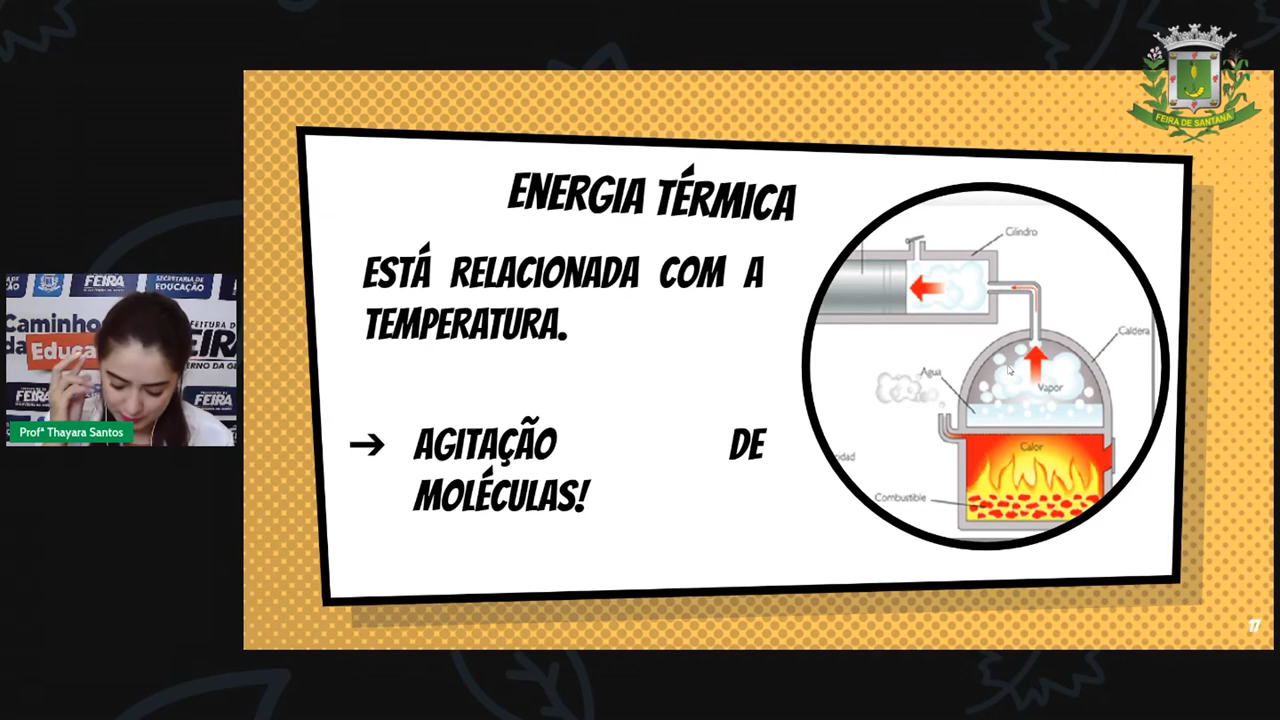 FEIRA DE SANTANA
ENERGIA TÉRMICA
ESTÁ RELACIONADA COM A
TEMPERATURA.
➔ AGITAÇÃO DE
MOLÉCULAS!
Cilindro
Caldera
Agua
Vapor
Calor
idad
Combustible
17
FEIRA
SECRETARIA DE
EDUCAÇÃO
Caminho
da Educa
FEIRA
Profª Thayara Santos